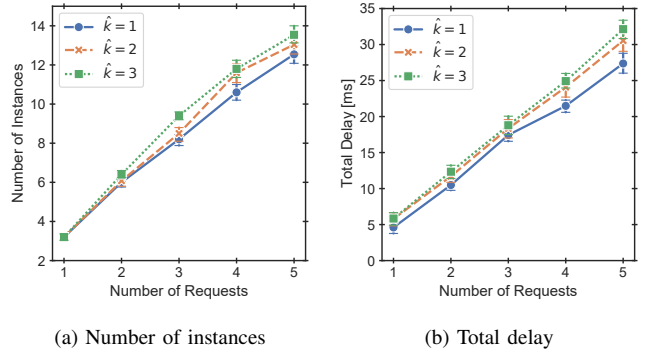 14
12
10
8
6
4
2
Number of Instances
k̂ = 1
k̂ = 2
k̂ = 3
1 2 3 4 5
Number of Requests
(a) Number of instances
35
30
25
20
15
10
5
0
Total Delay [ms]
k̂ = 1
k̂ = 2
k̂ = 3
1 2 3 4 5
Number of Requests
(b) Total delay